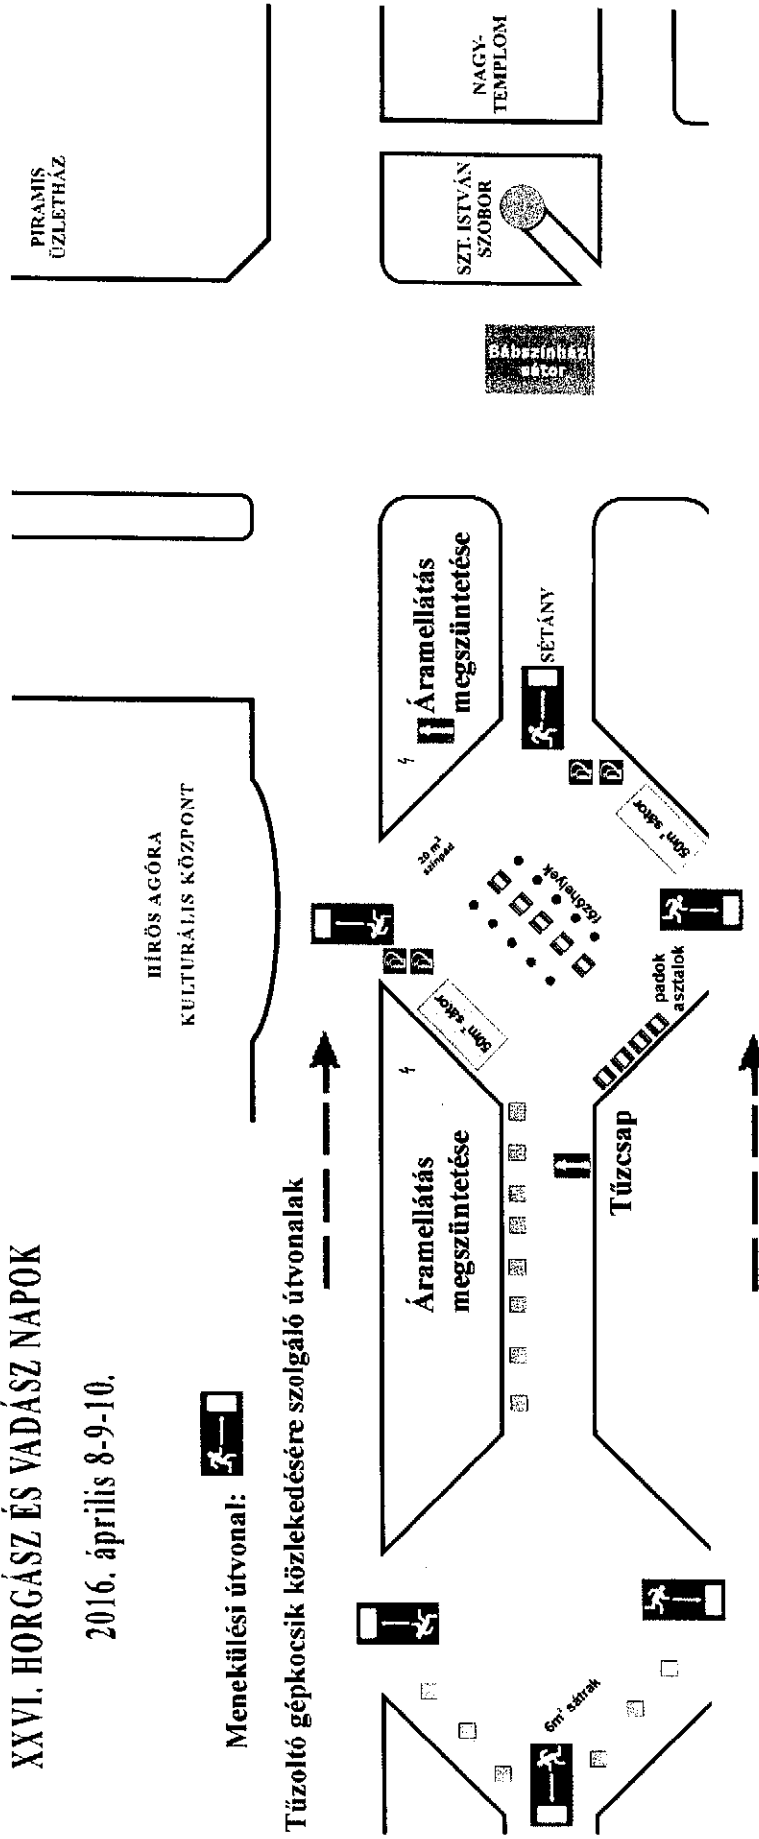 XXVI. HORGÁSZ ÉS VADÁSZ NAPOK
2016. április 8-9-10.
Menekülési útvonal:
Tűzoltó gépkocsik közlekedésére szolgáló útvonalak
HÍRÖS AGÓRA
KULTURÁLIS KÖZPONT
PIRAMIS
ÜZLETHÁZ
Áramellátás
megszüntetése
50m² sátor
20 m²
színpad
Áramellátás
megszüntetése
SZT. ISTVÁN
SZOBOR
NAGY-
TEMPLOM
Bábszínházi
sátor
főzőhelyek
SÉTÁNY
6m² sátrak
Tűzcsap
padok
asztalok
50m² sátor